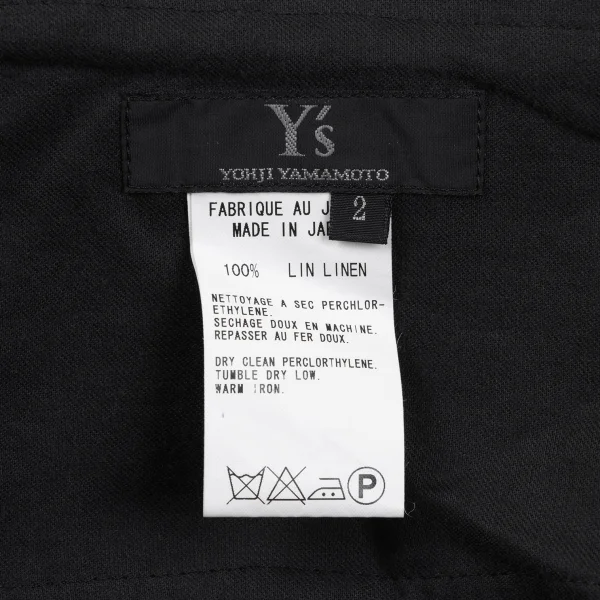 Y's
YOHJI YAMAMOTO
2
FABRIQUE AU J
MADE IN JA
100% LIN LINEN
NETTOYAGE A SEC PERCHLOR-
ETHYLENE.
SECHAGE DOUX EN MACHINE.
REPASSER AU FER DOUX.
DRY CLEAN PERCLORTHYLENE.
TUMBLE DRY LOW.
WARM IRON.
P